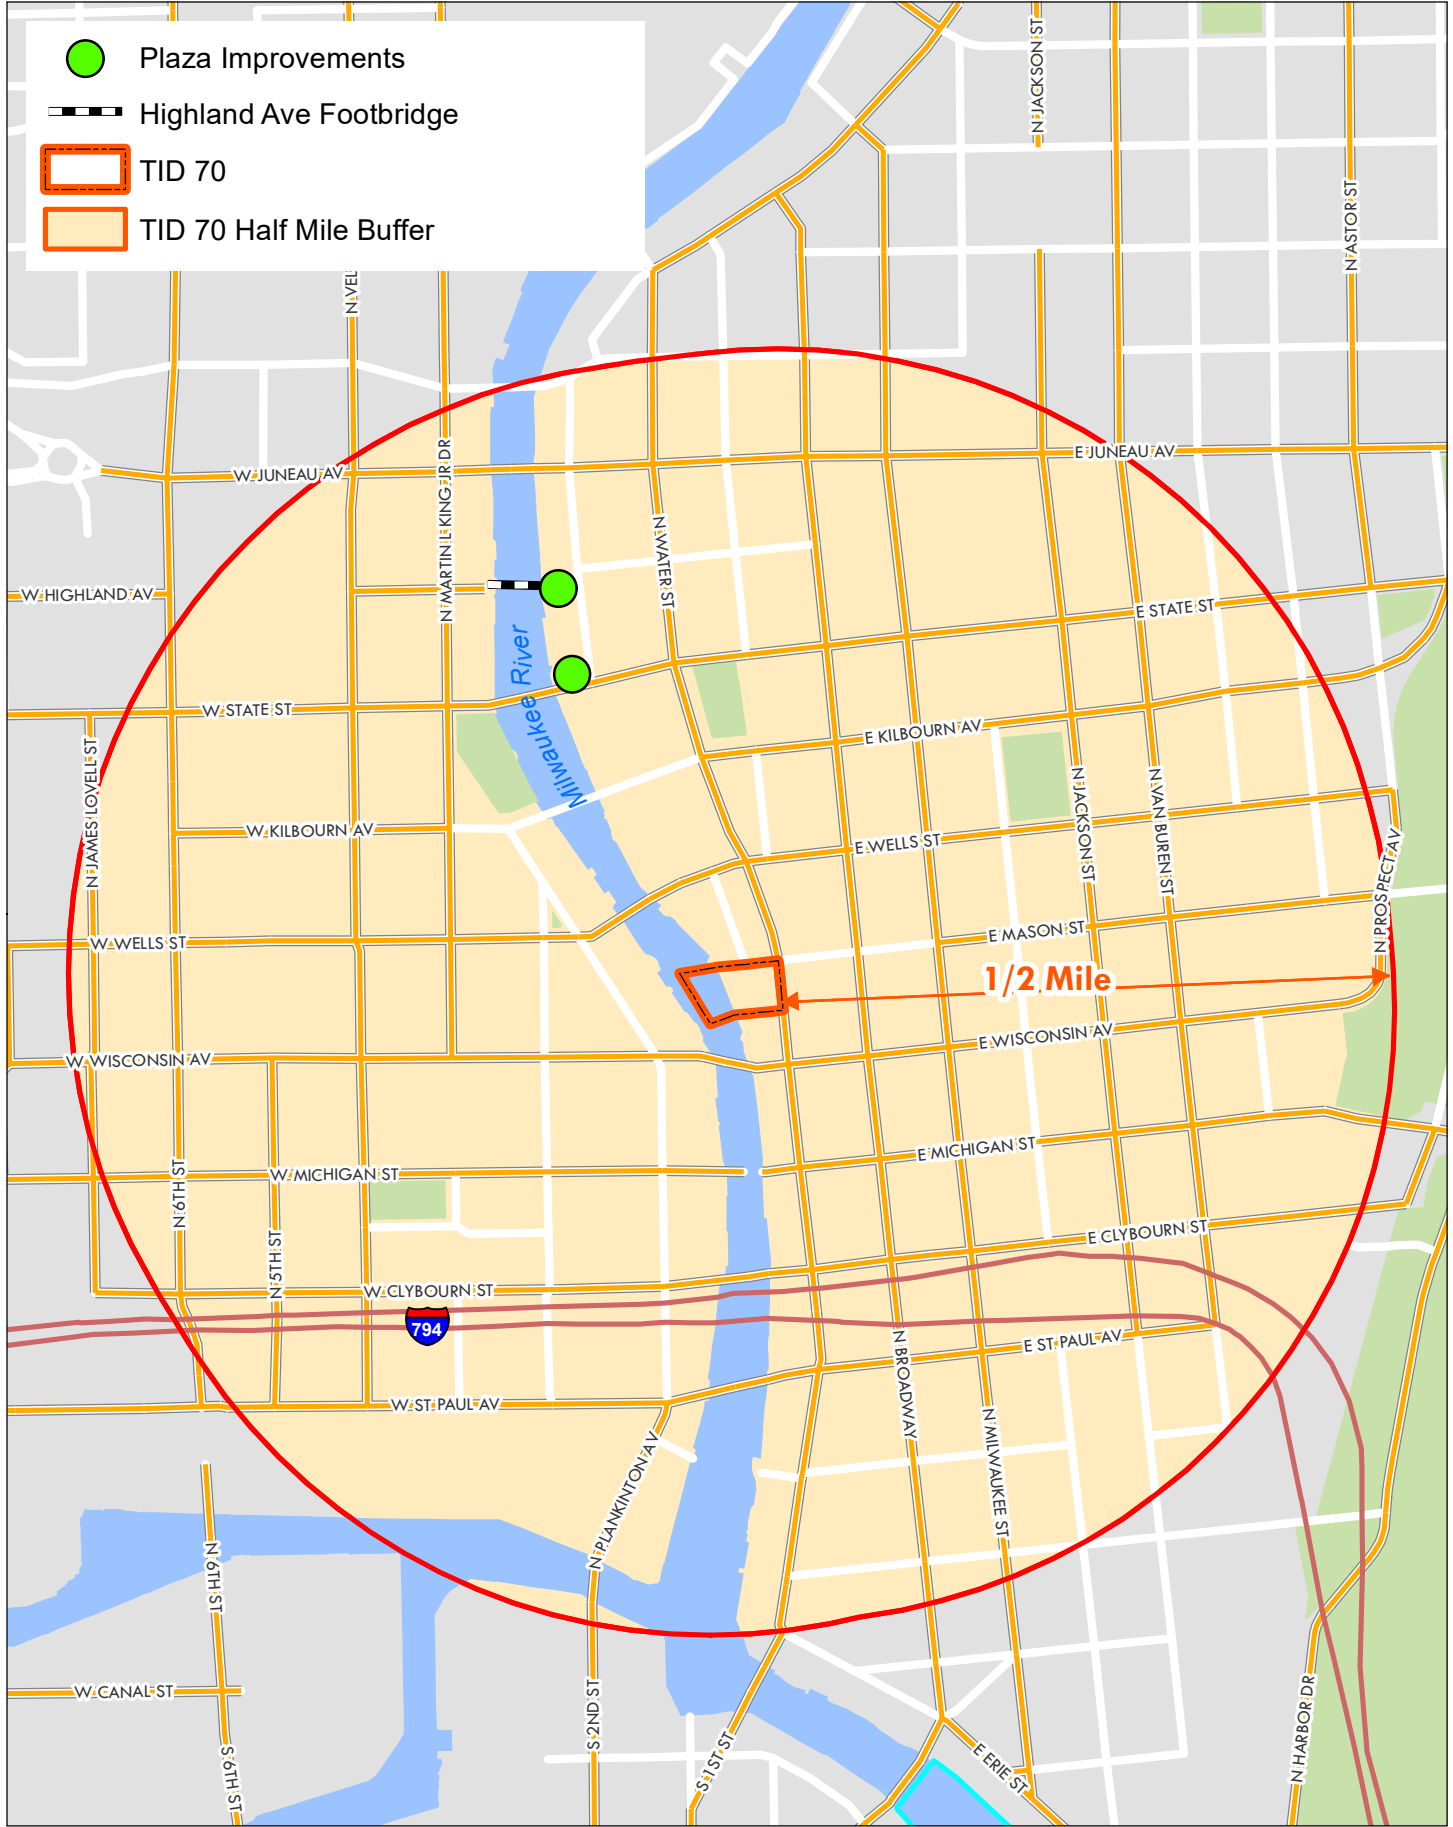 Plaza Improvements
Highland Ave Footbridge
TID 70
TID 70 Half Mile Buffer
N JACKSON ST
N ASTOR ST
N VEL
W JUNEAU AV
E JUNEAU AV
N MARTIN L KING JR DR
N WATER ST
W HIGHLAND AV
E STATE ST
Milwaukee River
W STATE ST
E KILBOURN AV
N JAMES LOVELL ST
N JACKSON ST
N VAN BUREN ST
W KILBOURN AV
E WELLS ST
N PROSPECT AV
W WELLS ST
E MASON ST
1/2 Mile
W WISCONSIN AV
E WISCONSIN AV
E MICHIGAN ST
W MICHIGAN ST
N 6TH ST
N 5TH ST
E CLYBOURN ST
W CLYBOURN ST
794
E ST PAUL AV
N BROADWAY
W ST PAUL AV
N MILWAUKEE ST
N PLANKINTON AV
N 6TH ST
W CANAL ST
S 2ND ST
N HARBOR DR
S 1ST ST
E ERIE ST
S 6TH ST